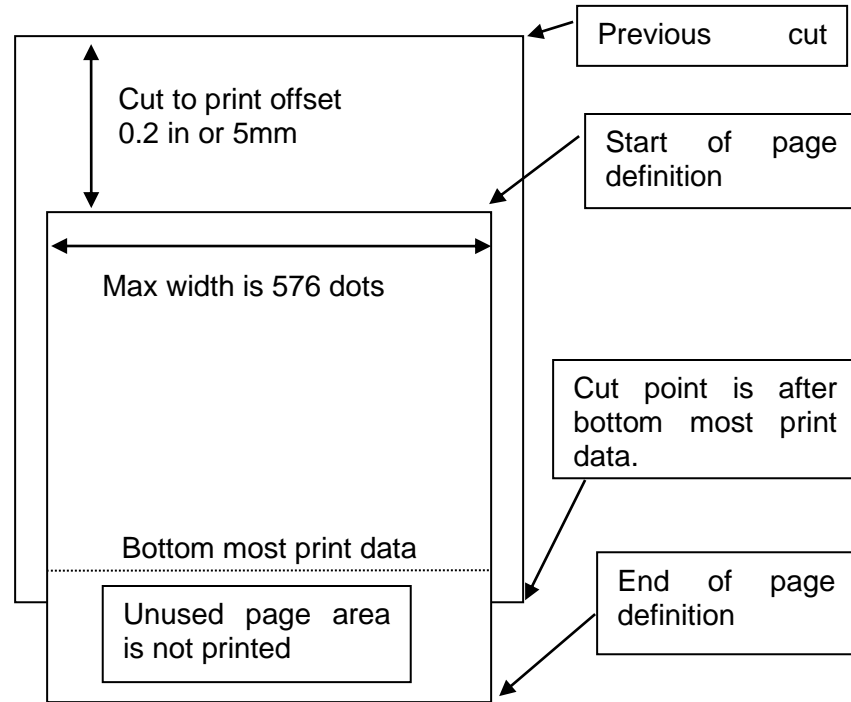 Previous cut
Cut to print offset
0.2 in or 5mm
Start of page
definition
Max width is 576 dots
Cut point is after
bottom most print
data.
Bottom most print data
End of page
definition
Unused page area
is not printed